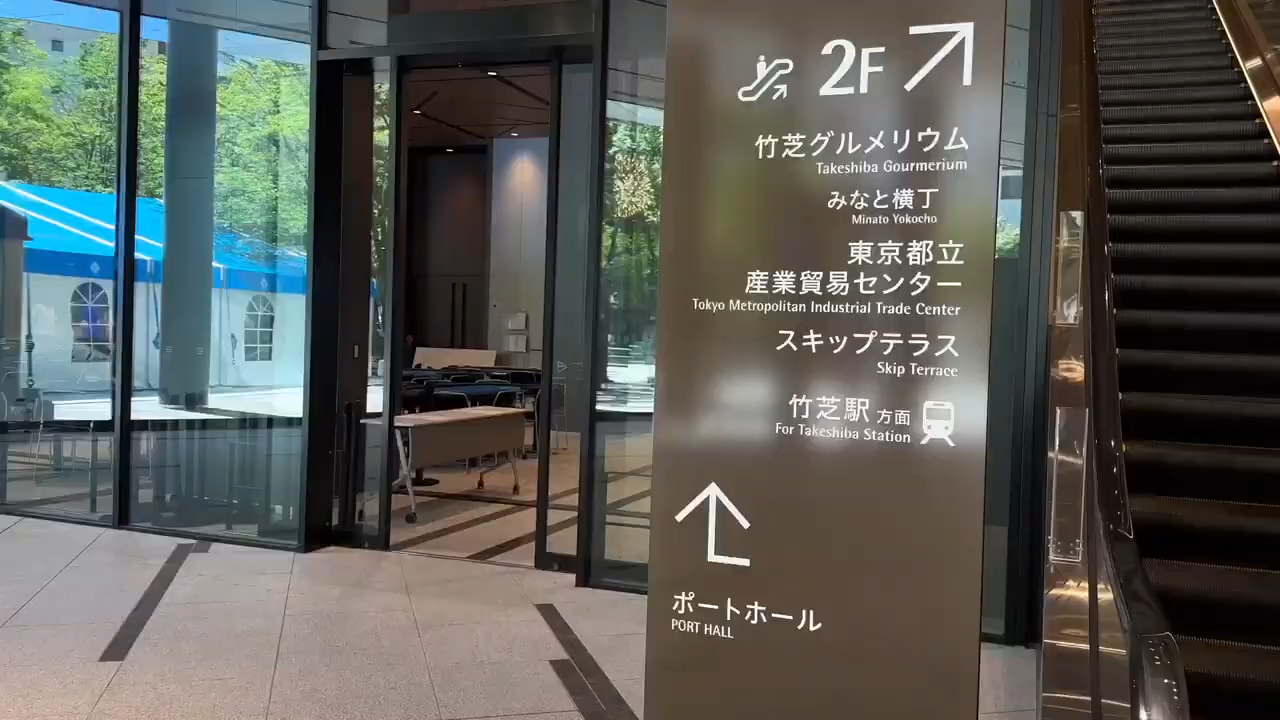 2F
竹芝グルメリウム
Takeshiba Gourmerium
みなと横丁
Minato Yokocho
東京都立
産業貿易センター
Tokyo Metropolitan Industrial Trade Center
スキップテラス
Skip Terrace
竹芝駅 方面
For Takeshiba Station
ポートホール
PORT HALL